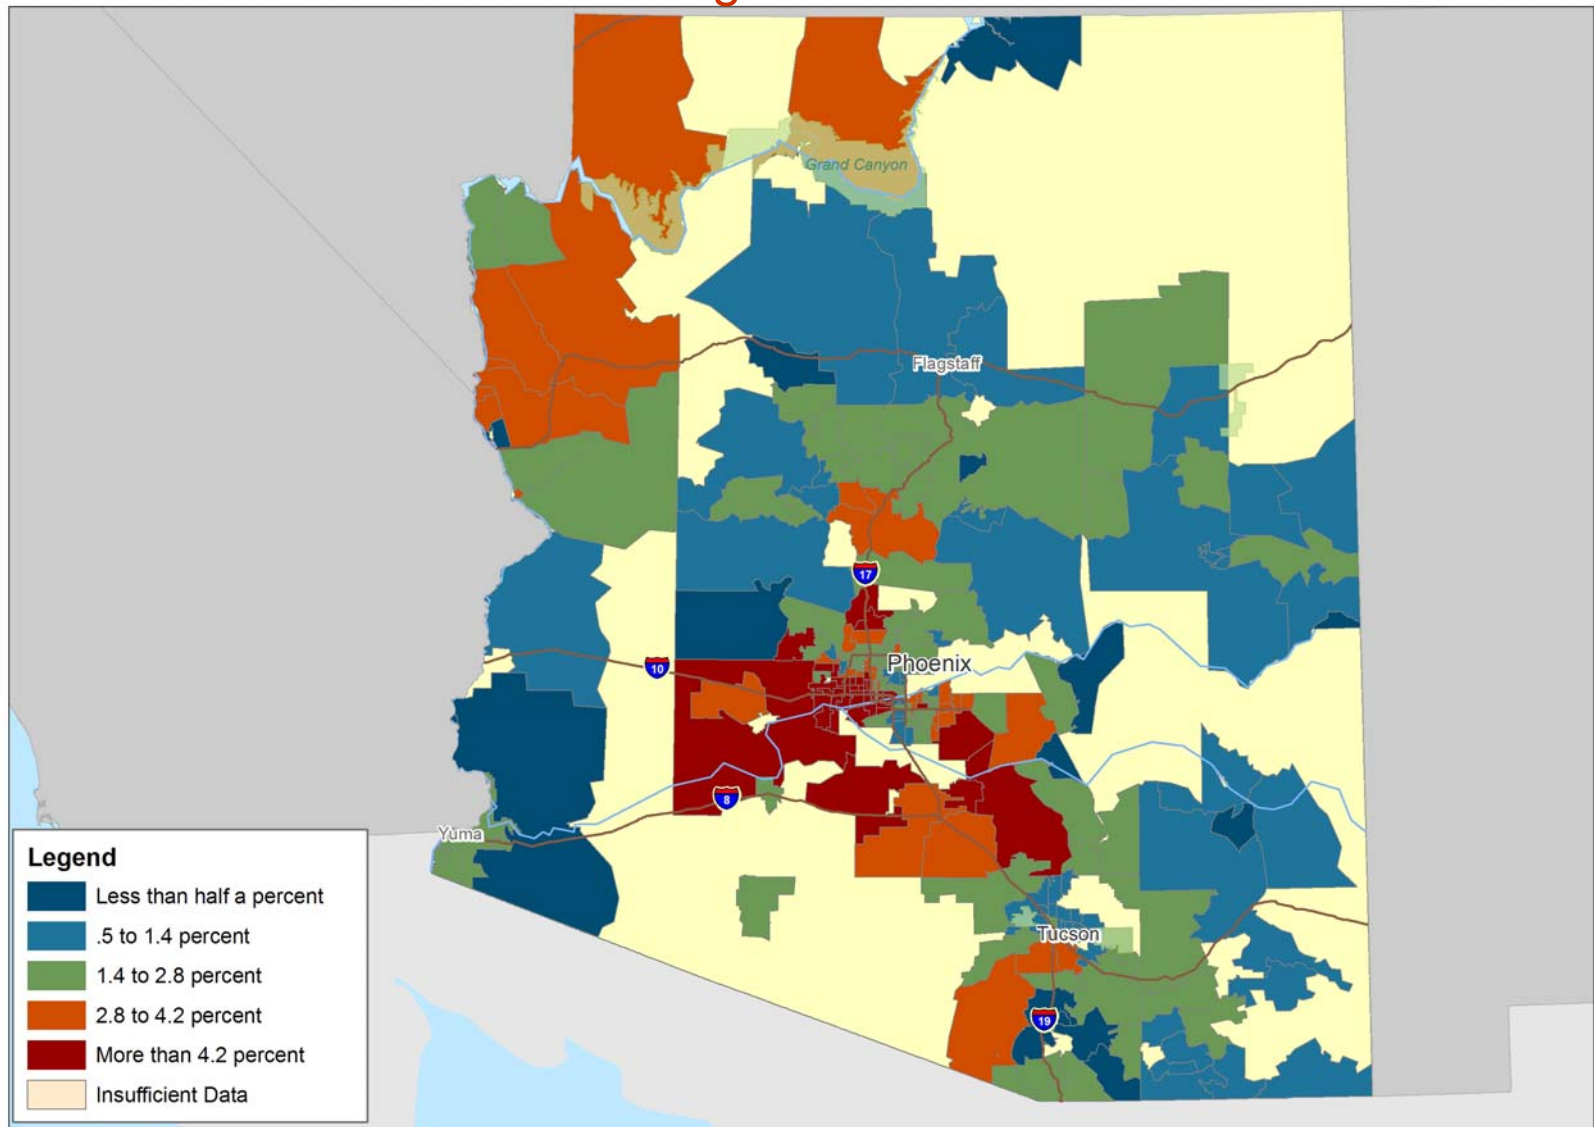 Grand Canyon
Flagstaff
17
Phoenix
10
8
Yuma
Tucson
19
Legend
Less than half a percent
.5 to 1.4 percent
1.4 to 2.8 percent
2.8 to 4.2 percent
More than 4.2 percent
Insufficient Data